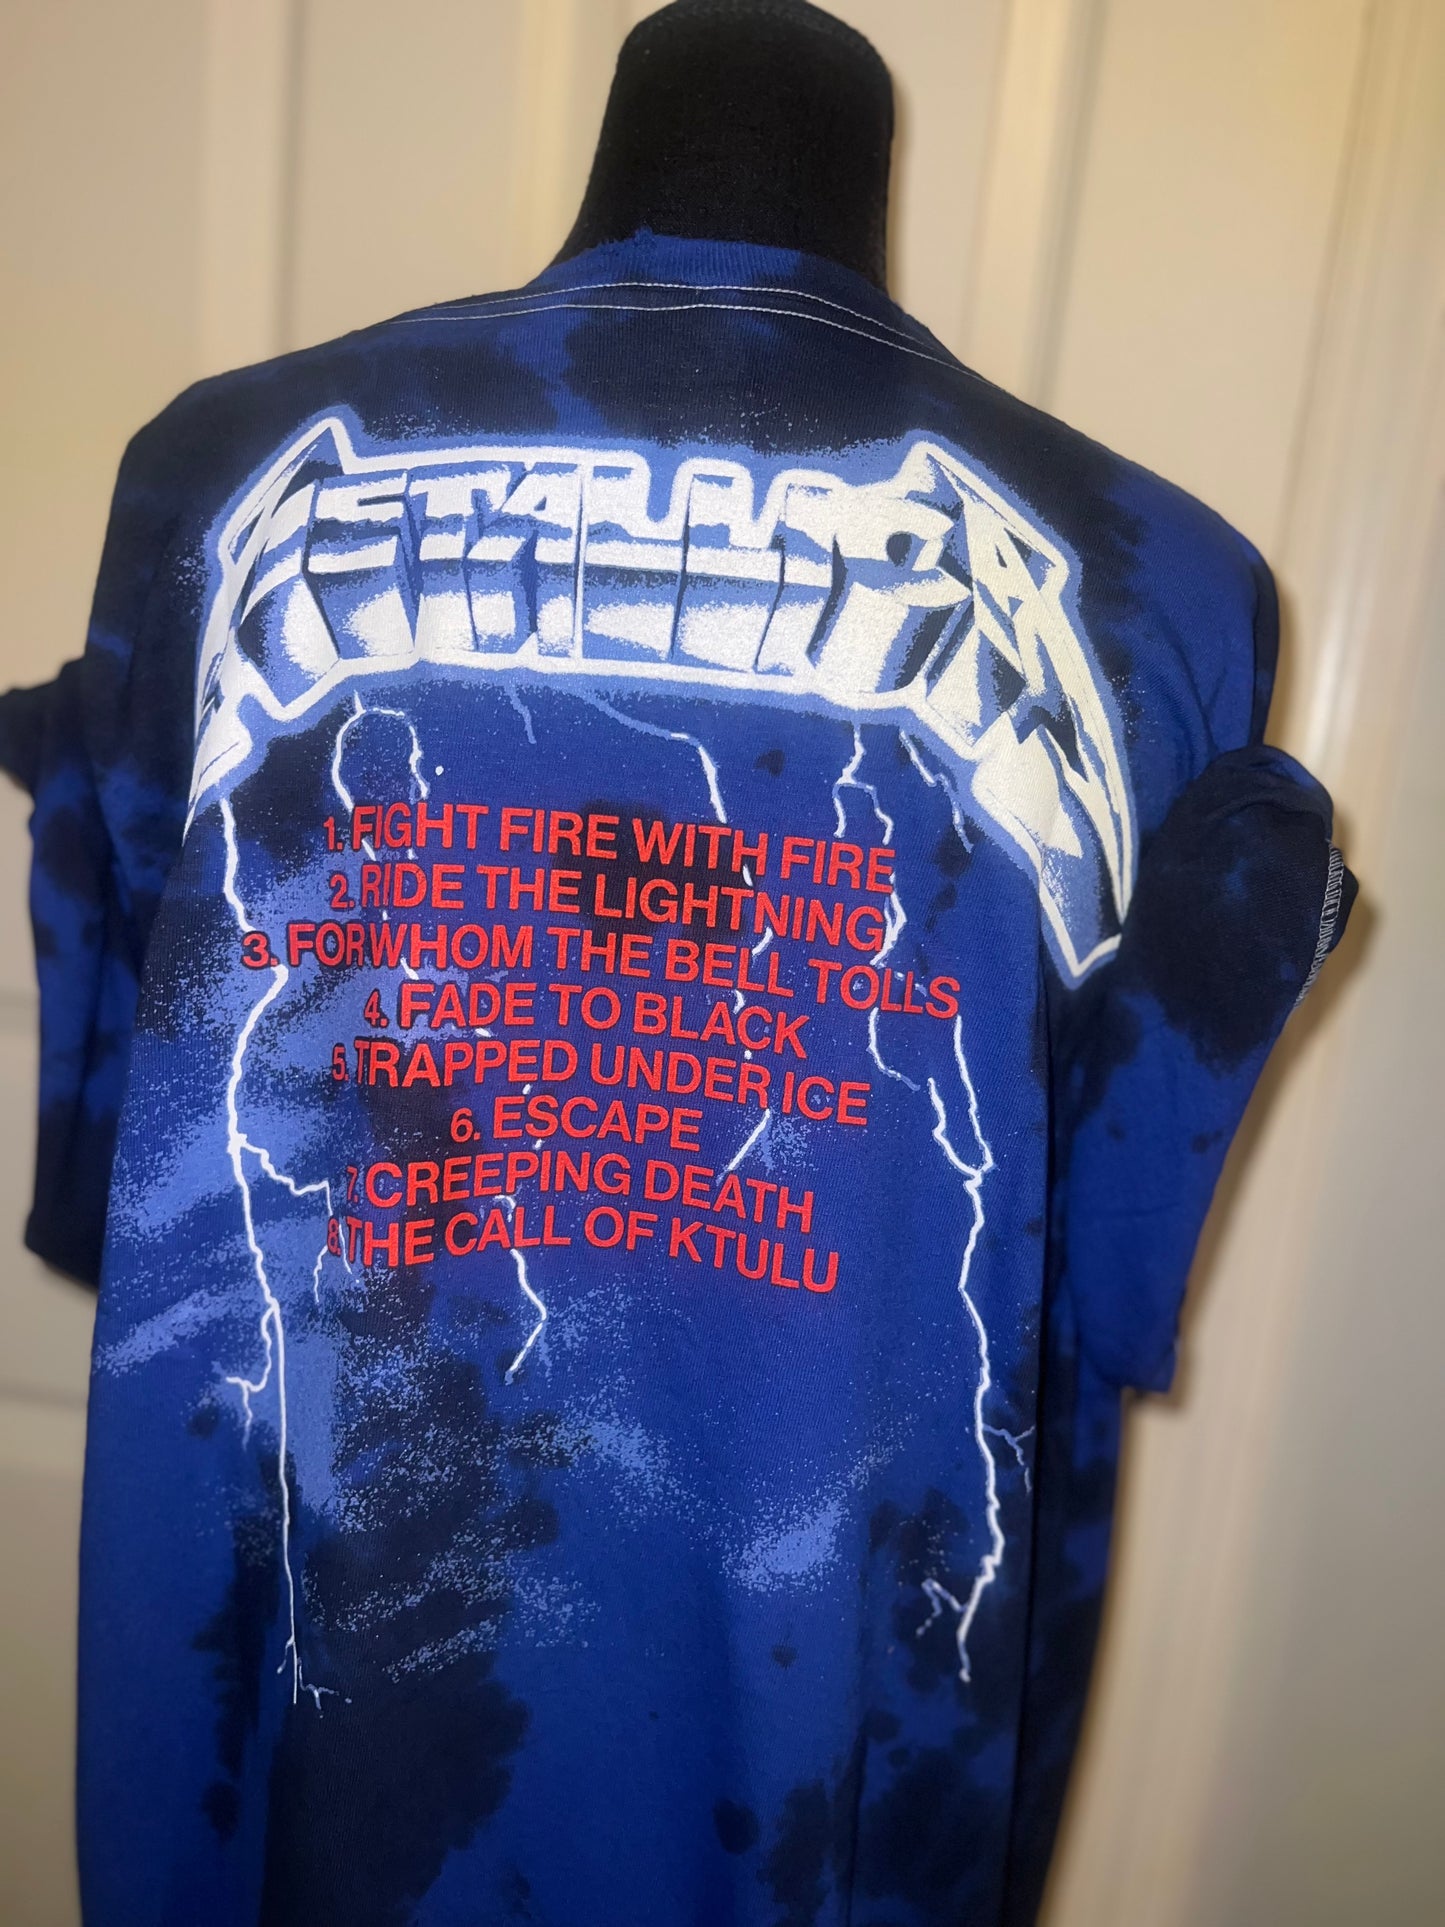 METALLICA
1. FIGHT FIRE WITH FIRE
2. RIDE THE LIGHTNING
3. FOR WHOM THE BELL TOLLS
4. FADE TO BLACK
5. TRAPPED UNDER ICE
6. ESCAPE
7. CREEPING DEATH
8. THE CALL OF KTULU